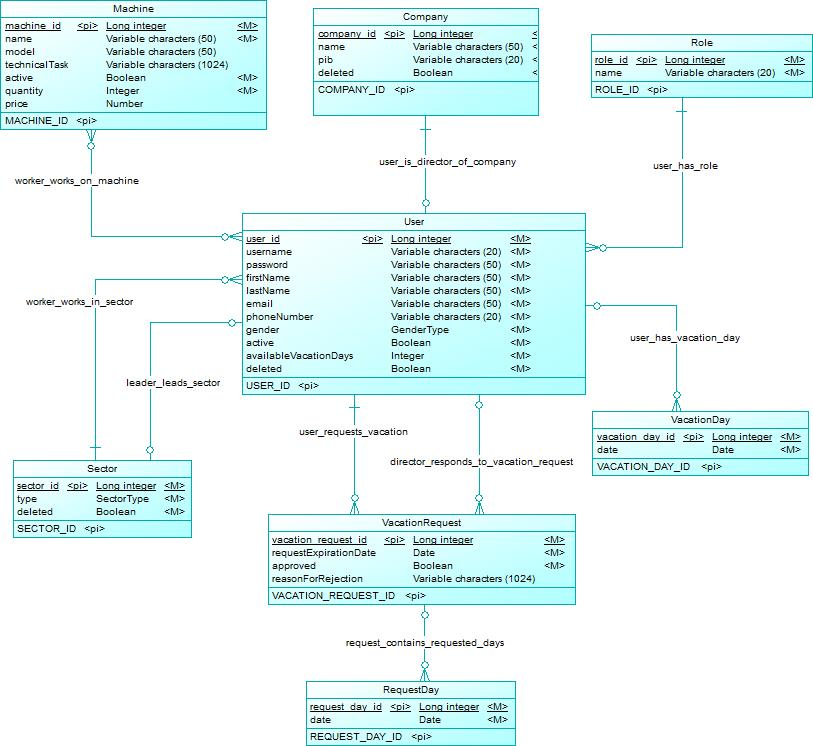 Machine
machine_id <pi> Long integer <M>
name Variable characters (50) <M>
model Variable characters (50)
technicalTask Variable characters (1024)
active Boolean <M>
quantity Integer <M>
price Number
MACHINE_ID <pi>
Company
company_id <pi> Long integer <
name Variable characters (50) <
pib Variable characters (20) <
deleted Boolean <
COMPANY_ID <pi>
Role
role_id <pi> Long integer <M>
name Variable characters (20) <M>
ROLE_ID <pi>
user_is_director_of_company
user_has_role
worker_works_on_machine
User
user_id <pi> Long integer <M>
username Variable characters (20) <M>
password Variable characters (50) <M>
firstName Variable characters (50) <M>
lastName Variable characters (50) <M>
email Variable characters (50) <M>
phoneNumber Variable characters (20) <M>
gender GenderType <M>
active Boolean <M>
availableVacationDays Integer <M>
deleted Boolean <M>
USER_ID <pi>
worker_works_in_sector
leader_leads_sector
user_has_vacation_day
user_requests_vacation
director_responds_to_vacation_request
VacationDay
vacation_day_id <pi> Long integer <M>
date Date <M>
VACATION_DAY_ID <pi>
Sector
sector_id <pi> Long integer <M>
type SectorType <M>
deleted Boolean <M>
SECTOR_ID <pi>
VacationRequest
vacation_request_id <pi> Long integer <M>
requestExpirationDate Date <M>
approved Boolean <M>
reasonForRejection Variable characters (1024)
VACATION_REQUEST_ID <pi>
request_contains_requested_days
RequestDay
request_day_id <pi> Long integer <M>
date Date <M>
REQUEST_DAY_ID <pi>